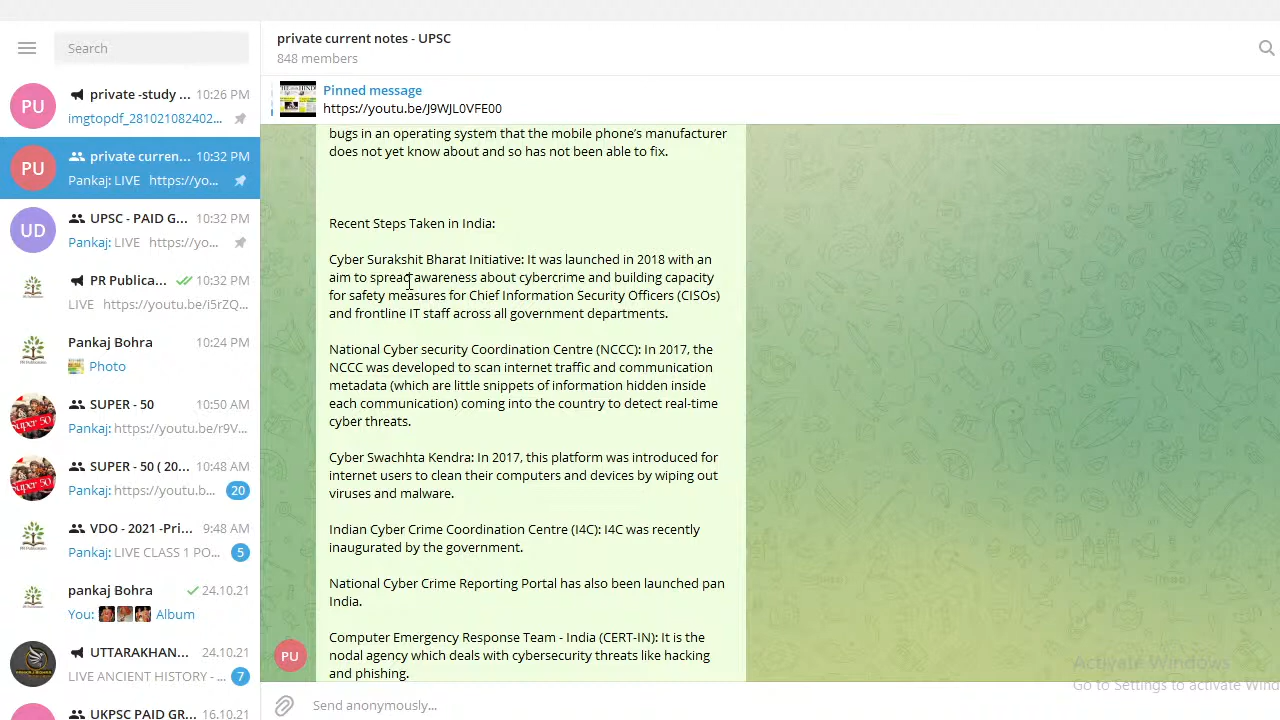 Search
PU
private -study ...
10:26 PM
imgtopdf_281021082402...
PU
private curren...
10:32 PM
Pankaj: LIVE https://yo...
UD
UPSC - PAID G...
10:32 PM
Pankaj: LIVE https://yo...
PR Publica...
10:32 PM
LIVE https://youtu.be/i5rZQ...
Pankaj Bohra
10:24 PM
Photo
SUPER - 50
10:50 AM
Pankaj: https://youtu.be/r9V...
SUPER - 50 ( 20...
10:48 AM
Pankaj: https://youtu.b...
20
VDO - 2021 -Pri...
9:48 AM
Pankaj: LIVE CLASS 1 PO...
5
pankaj Bohra
24.10.21
You: Album
UTTARAKHAN...
24.10.21
LIVE ANCIENT HISTORY - ...
7
UKPSC PAID GR...
16.10.21
private current notes - UPSC
848 members
Pinned message
https://youtu.be/J9WJL0VFE00
bugs in an operating system that the mobile phone's manufacturer
does not yet know about and so has not been able to fix.
Recent Steps Taken in India:
Cyber Surakshit Bharat Initiative: It was launched in 2018 with an
aim to spread awareness about cybercrime and building capacity
for safety measures for Chief Information Security Officers (CISOs)
and frontline IT staff across all government departments.
National Cyber security Coordination Centre (NCCC): In 2017, the
NCCC was developed to scan internet traffic and communication
metadata (which are little snippets of information hidden inside
each communication) coming into the country to detect real-time
cyber threats.
Cyber Swachhta Kendra: In 2017, this platform was introduced for
internet users to clean their computers and devices by wiping out
viruses and malware.
Indian Cyber Crime Coordination Centre (I4C): I4C was recently
inaugurated by the government.
National Cyber Crime Reporting Portal has also been launched pan
India.
Computer Emergency Response Team - India (CERT-IN): It is the
nodal agency which deals with cybersecurity threats like hacking
and phishing.
PU
Send anonymously...
Activate Windows
Go to Settings to activate Wind